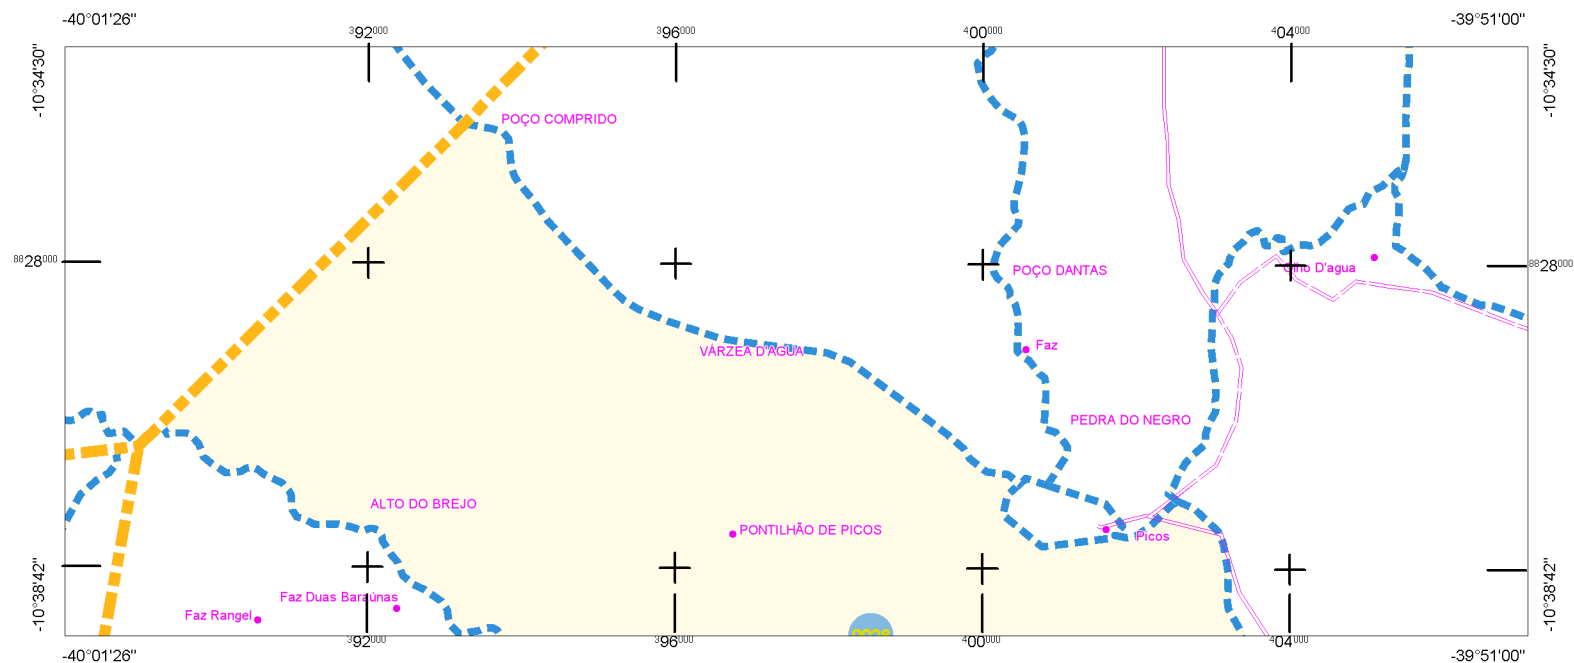 -40°01'26"
-39°51'00"
392000
396000
400000
404000
-10°34'30"
-10°34'30"
POÇO COMPRIDO
8828000
POÇO DANTAS
Olho D'agua
8828000
Faz
VÁRZEA D'AGUA
PEDRA DO NEGRO
ALTO DO BREJO
PONTILHÃO DE PICOS
Picos
-10°38'42"
-10°38'42"
Faz Duas Baraúnas
Faz Rangel
392000
396000
400000
404000
-40°01'26"
-39°51'00"